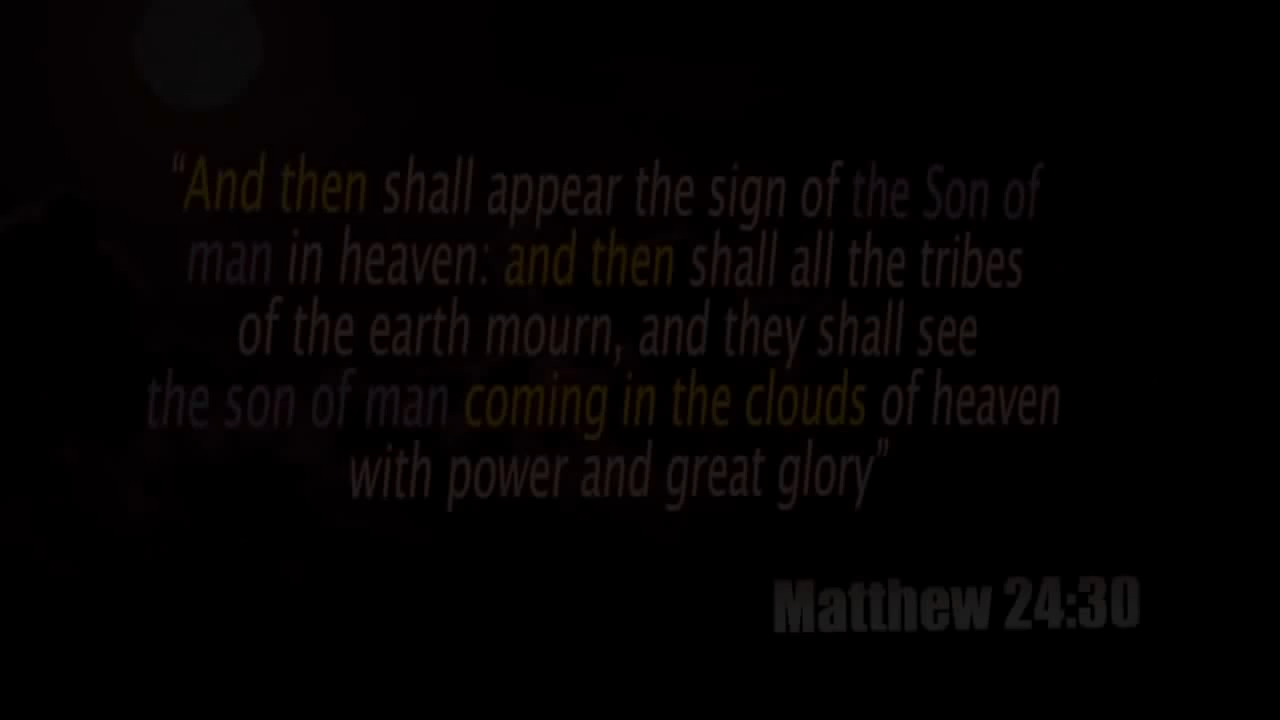 “And then shall appear the sign of the Son of
man in heaven: and then shall all the tribes
of the earth mourn, and they shall see
the son of man coming in the clouds of heaven
with power and great glory”
Matthew 24:30